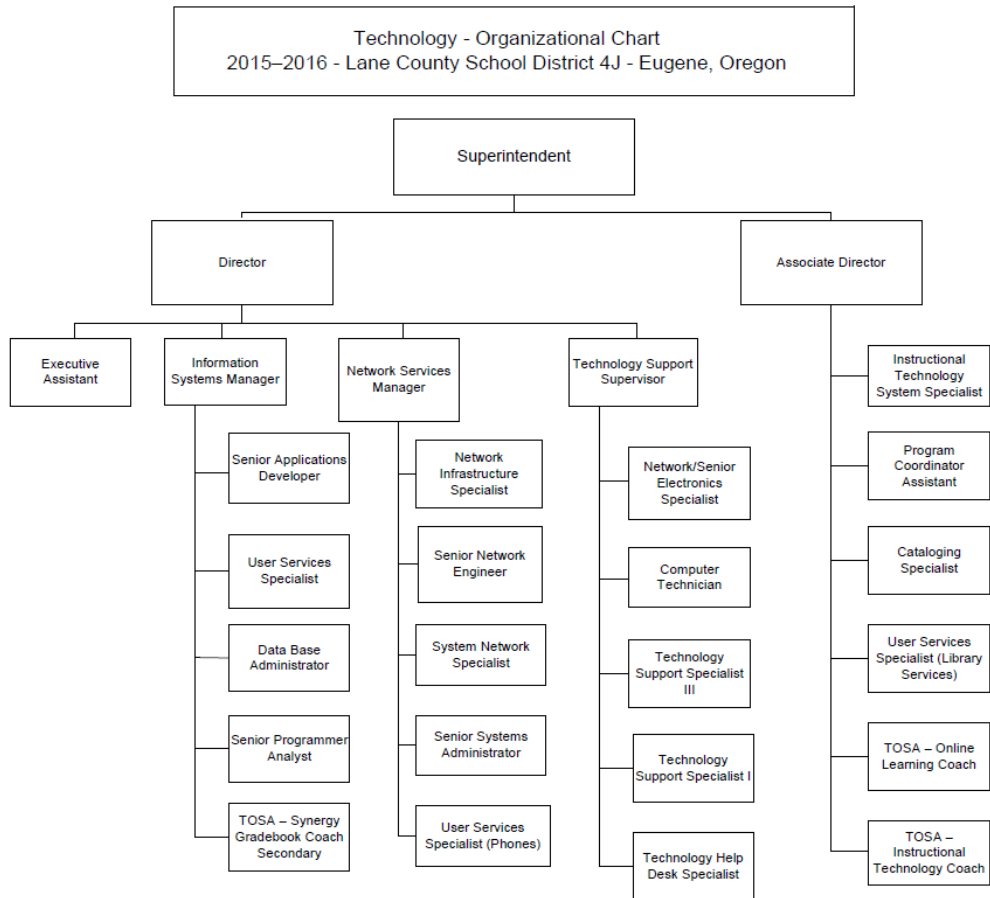 Technology - Organizational Chart
2015–2016 - Lane County School District 4J - Eugene, Oregon
Superintendent
Director
Associate Director
Executive
Assistant
Information
Systems Manager
Network Services
Manager
Technology Support
Supervisor
Senior Applications
Developer
User Services
Specialist
Data Base
Administrator
Senior Programmer
Analyst
TOSA – Synergy
Gradebook Coach
Secondary
Network
Infrastructure
Specialist
Senior Network
Engineer
System Network
Specialist
Senior Systems
Administrator
User Services
Specialist (Phones)
Network/Senior
Electronics
Specialist
Computer
Technician
Technology
Support Specialist
III
Technology
Support Specialist I
Technology Help
Desk Specialist
Instructional
Technology
System Specialist
Program
Coordinator
Assistant
Cataloging
Specialist
User Services
Specialist (Library
Services)
TOSA – Online
Learning Coach
TOSA –
Instructional
Technology Coach